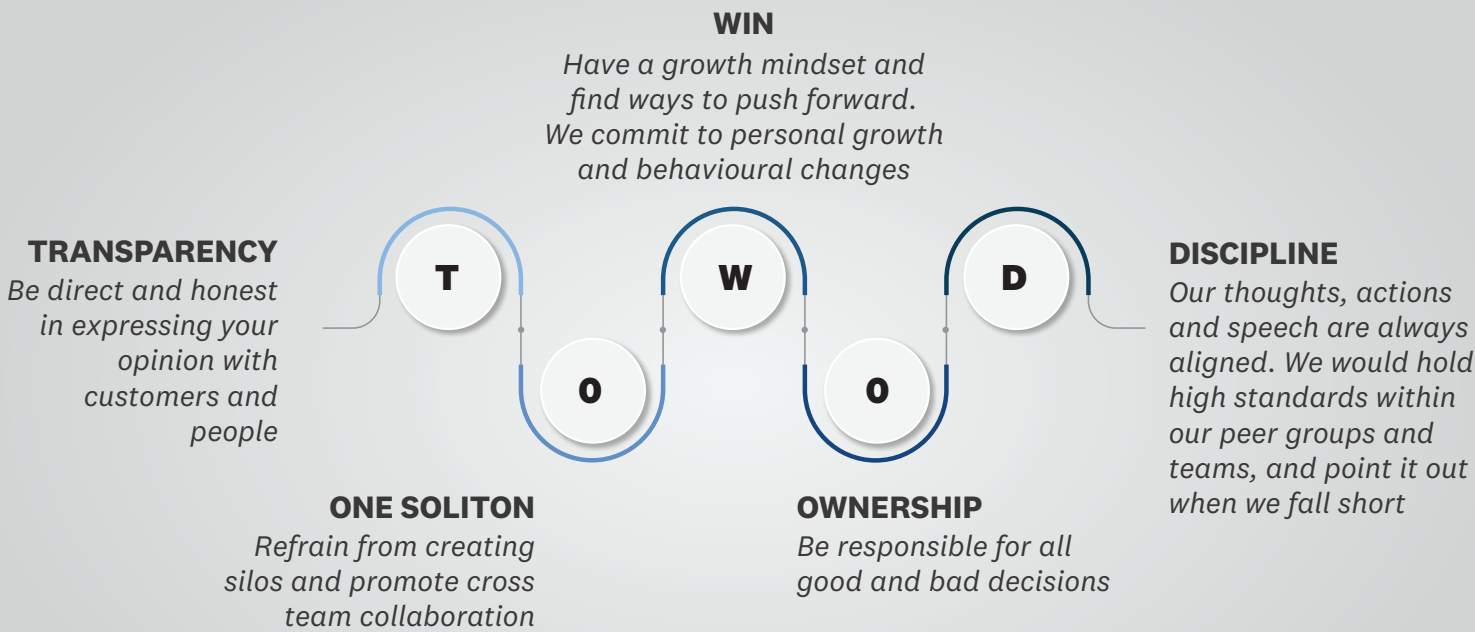 WIN
Have a growth mindset and
find ways to push forward.
We commit to personal growth
and behavioural changes
TRANSPARENCY
Be direct and honest
in expressing your
opinion with
customers and
people
T
O
W
O
D
DISCIPLINE
Our thoughts, actions
and speech are always
aligned. We would hold
high standards within
our peer groups and
teams, and point it out
when we fall short
ONE SOLITON
Refrain from creating
silos and promote cross
team collaboration
OWNERSHIP
Be responsible for all
good and bad decisions